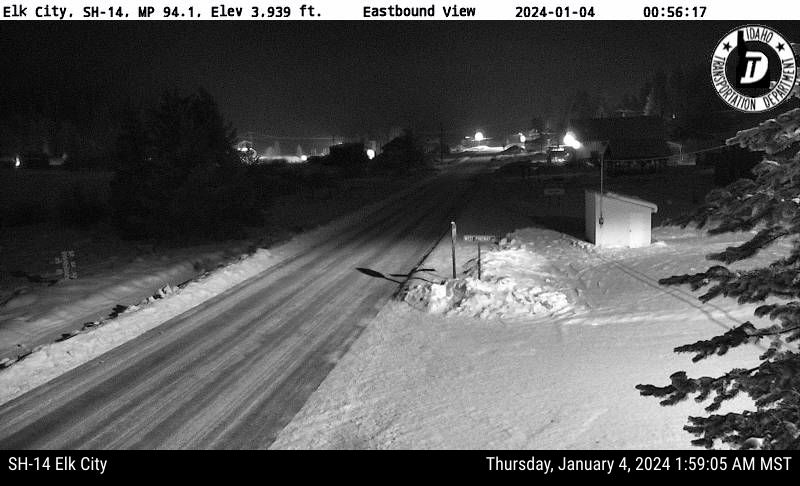 Elk City, SH-14, MP 94.1, Elev 3,939 ft. Eastbound View 2024-01-04 00:56:17
IDAHO
TRANSPORTATION DEPARTMENT
SH-14 Elk City Thursday, January 4, 2024 1:59:05 AM MST